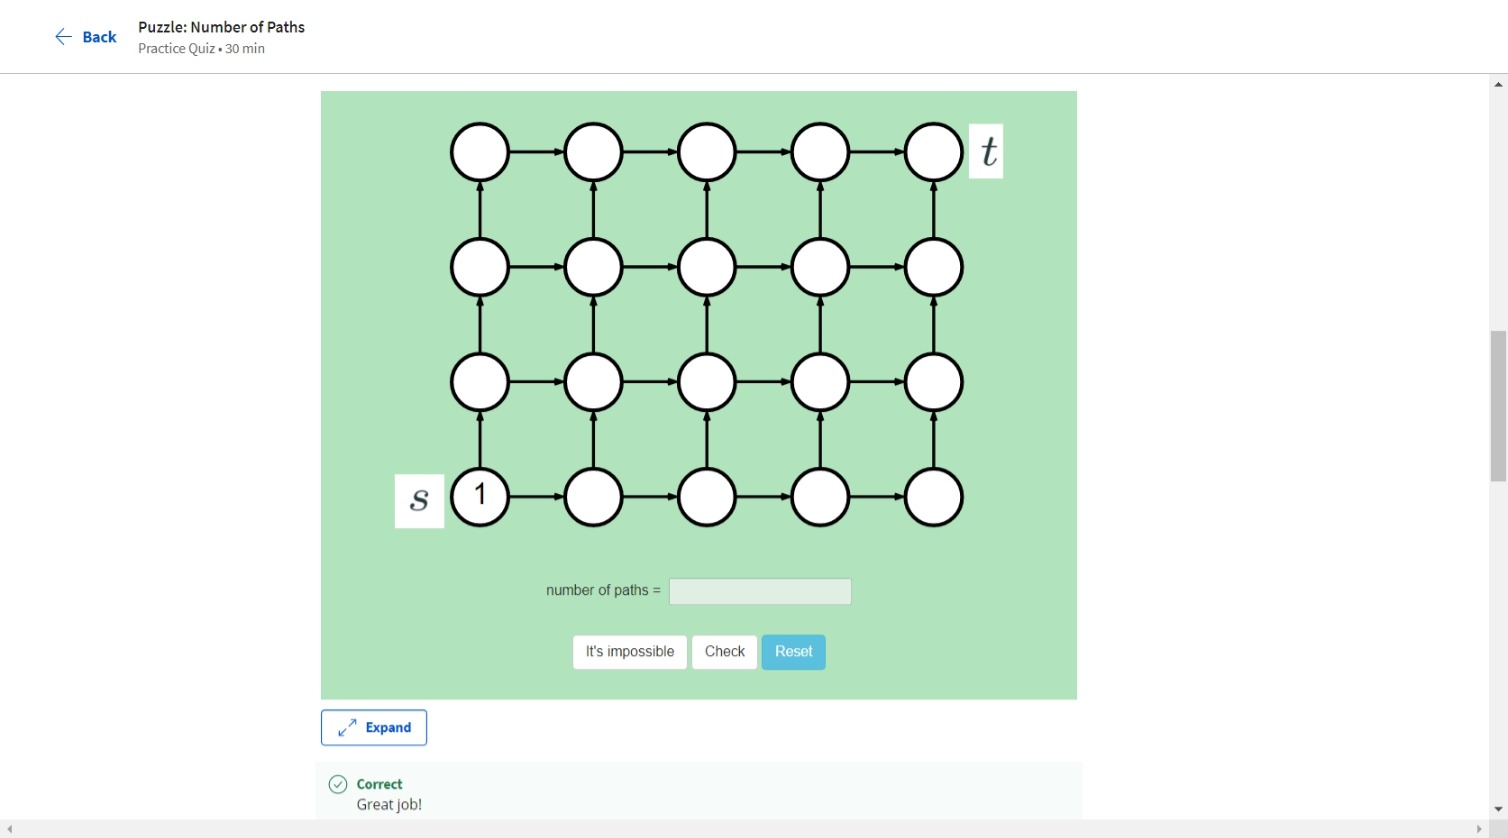 Back
Puzzle: Number of Paths
Practice Quiz • 30 min
t
s
1
number of paths =
It's impossible
Check
Reset
Expand
Correct
Great job!